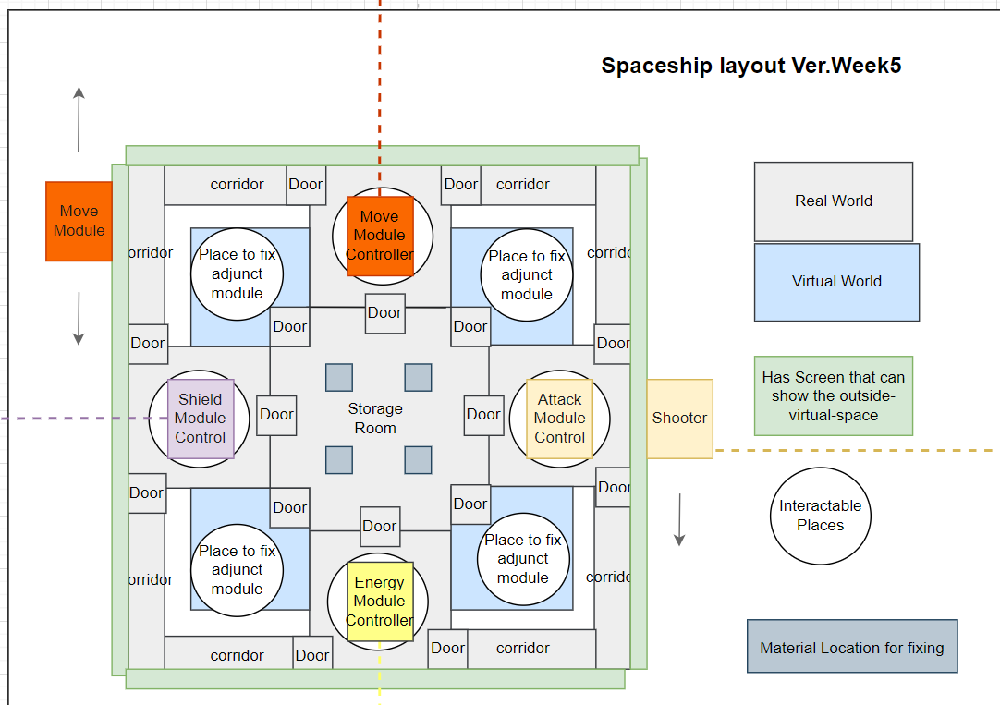 Spaceship layout Ver.Week5
corridor
Door
Door
corridor
Real World
Move
Module
Move
Module
Controller
orridor
corridc
Place to fix
adjunct
module
Place to fix
adjunct
module
Virtual World
Door
Door
Door
Door
Door
Has Screen that can
show the outside-
virtual-space
Shield
Module
Control
Door
Storage
Room
Door
Attack
Module
Control
Shooter
Door
Door
Door
Door
Door
Interactable
Places
Place to fix
adjunct
module
Place to fix
adjunct
module
orridor
corridc
Energy
Module
Controller
corridor
Door
Door
corridor
Material Location for fixing